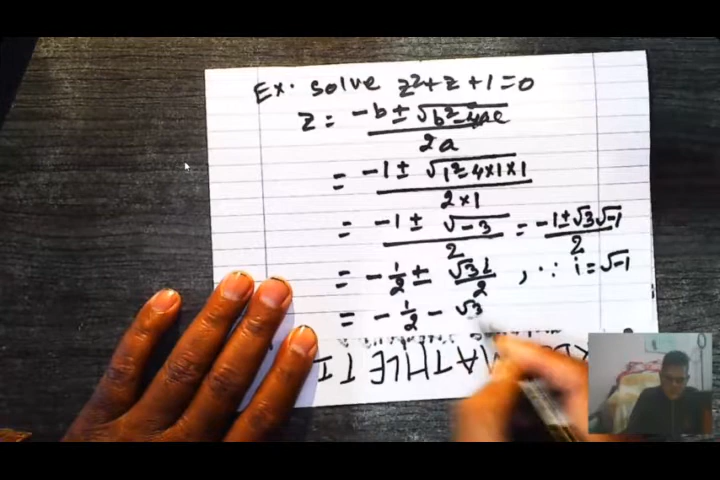 Ex. solve z²+z+1=0
z = -b±√b²-4ac / 2a
= -1± √1²-4×1×1 / 2×1
= -1± √-3 / 2 = -1±√3√-1 / 2
= -1/2 ± √3i/2 , ∵ i=√-1
= -1/2 - √3